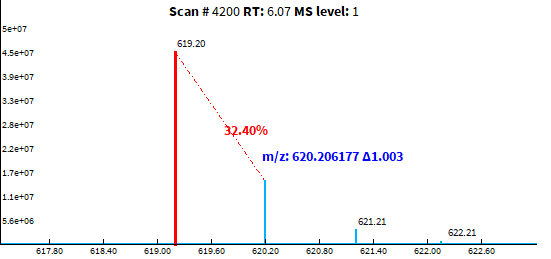 Scan # 4200 RT: 6.07 MS level: 1
5e+07
619.20
4.5e+07
3.9e+07
3.3e+07
2.8e+07
32.40%
2.2e+07
m/z: 620.206177 Δ1.003
1.7e+07
1.1e+07
621.21
5.6e+06
622.21
617.80 618.40 619.00 619.60 620.20 620.80 621.40 622.00 622.60